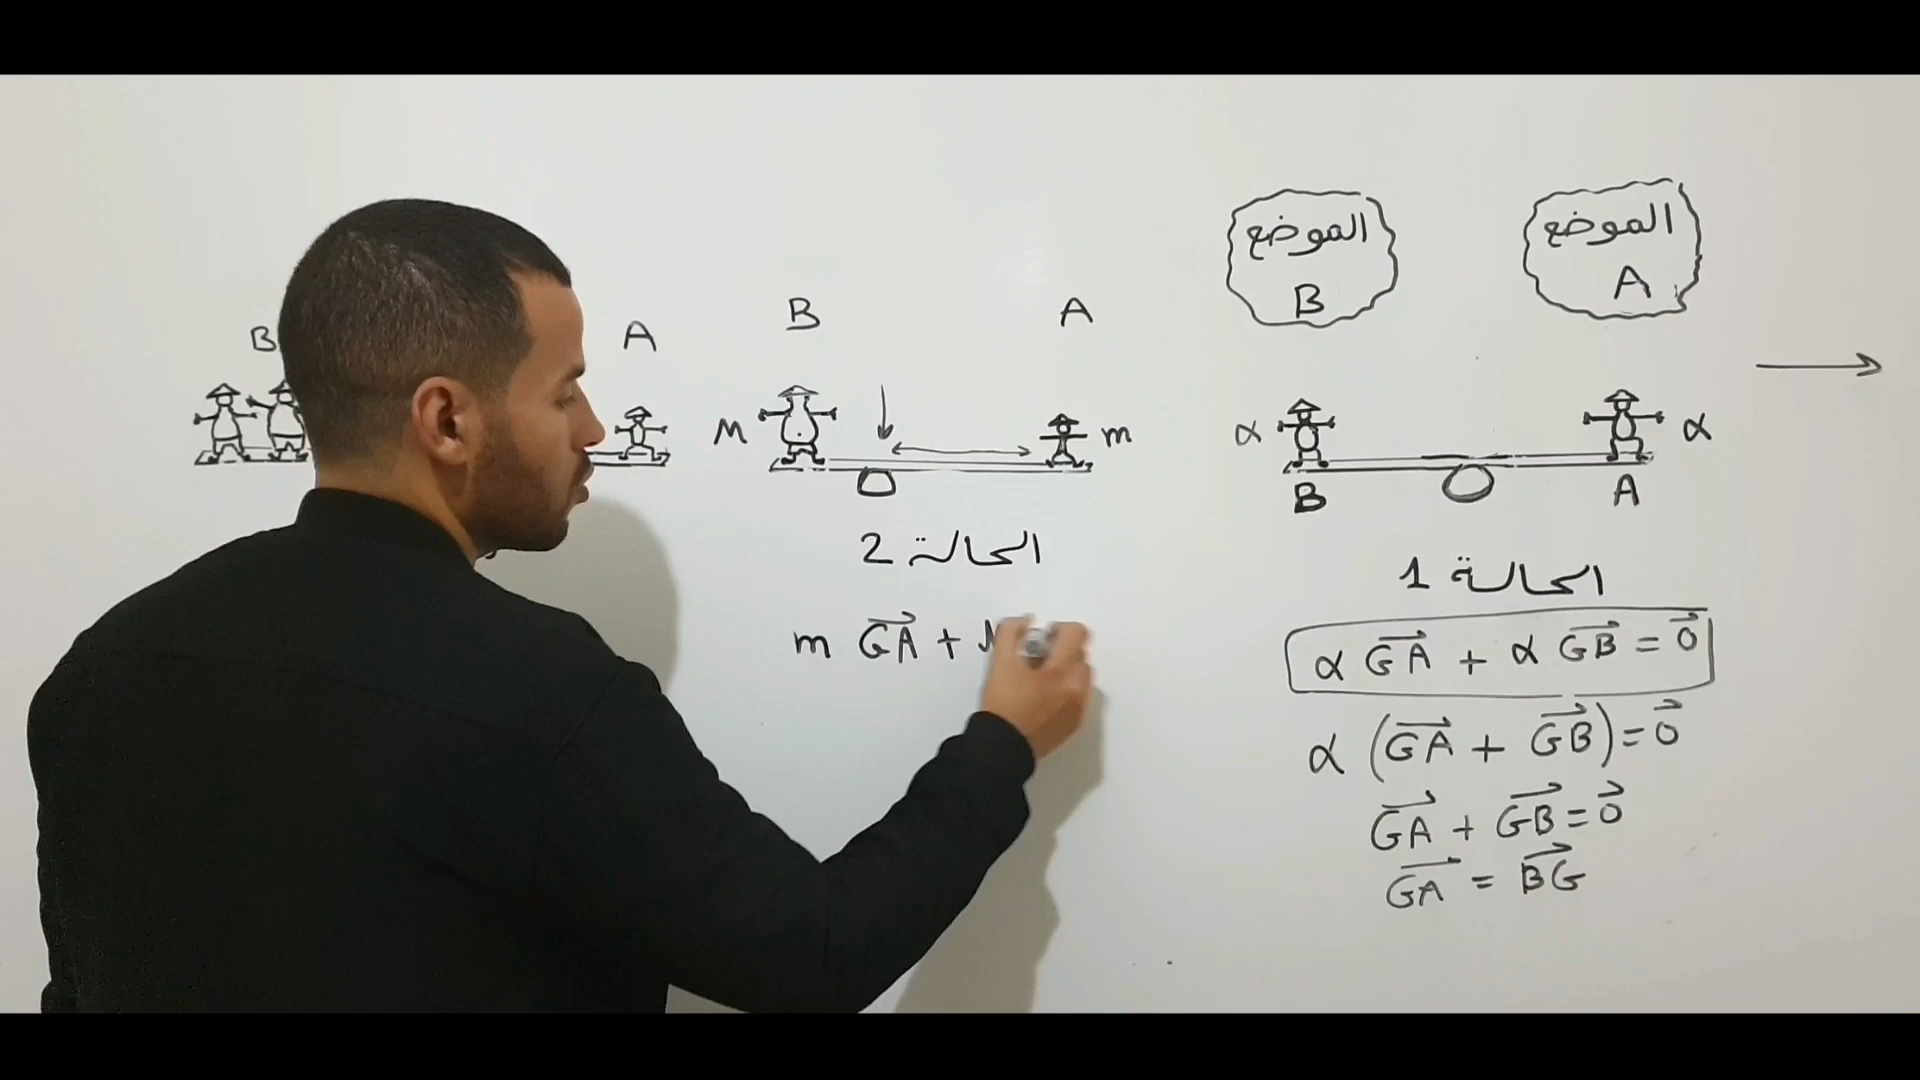 الموضع A
الموضع B
A
B
A
B
α
α
m
M
A
B
الحالة 1
الحالة 2
α GA⃗ + α GB⃗ = 0⃗
m GA⃗ +
α (GA⃗ + GB⃗) = 0⃗
GA⃗ + GB⃗ = 0⃗
GA⃗ = BG⃗